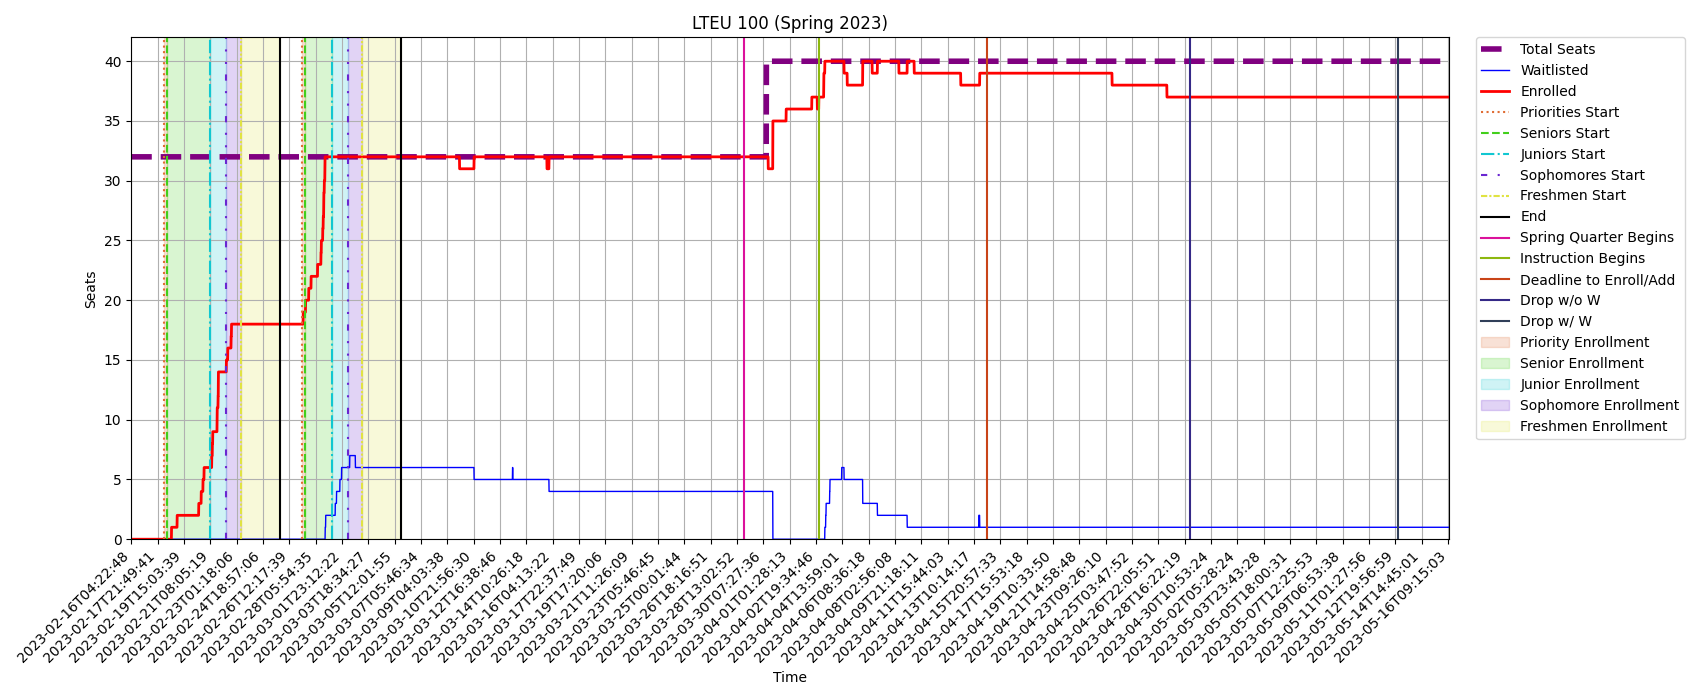 LTEU 100 (Spring 2023)
Seats
40
35
30
25
20
15
10
5
0
2023-02-16T04:22:48
2023-02-17T21:49:41
2023-02-19T15:03:39
2023-02-21T08:05:19
2023-02-23T01:18:06
2023-02-24T18:57:06
2023-02-26T12:17:39
2023-02-28T05:54:35
2023-03-01T23:12:22
2023-03-03T18:34:27
2023-03-05T12:01:55
2023-03-07T05:46:34
2023-03-09T04:03:38
2023-03-10T21:56:30
2023-03-14T10:26:18
2023-03-12T16:38:46
2023-03-16T04:13:22
2023-03-17T22:37:49
2023-03-19T17:20:06
2023-03-21T11:26:09
2023-03-23T05:46:45
2023-03-25T00:01:44
2023-03-26T18:16:51
2023-03-28T13:02:52
2023-03-30T07:27:36
2023-04-01T01:28:13
2023-04-02T19:34:46
2023-04-04T13:59:01
2023-04-06T08:36:18
2023-04-08T02:56:08
2023-04-09T21:18:11
2023-04-11T15:44:03
2023-04-13T10:14:17
2023-04-15T20:57:33
2023-04-17T15:53:18
2023-04-19T10:33:50
2023-04-21T14:58:48
2023-04-23T09:26:10
2023-04-25T03:47:52
2023-04-26T22:05:51
2023-04-28T16:22:19
2023-04-30T10:53:24
2023-05-02T05:28:24
2023-05-03T23:43:28
2023-05-05T18:00:31
2023-05-07T12:25:53
2023-05-09T06:53:38
2023-05-11T01:27:56
2023-05-12T19:56:59
2023-05-14T14:45:01
2023-05-16T09:15:03
Time
Total Seats
Waitlisted
Enrolled
Priorities Start
Seniors Start
Juniors Start
Sophomores Start
Freshmen Start
End
Spring Quarter Begins
Instruction Begins
Deadline to Enroll/Add
Drop w/o W
Drop w/ W
Priority Enrollment
Senior Enrollment
Junior Enrollment
Sophomore Enrollment
Freshmen Enrollment